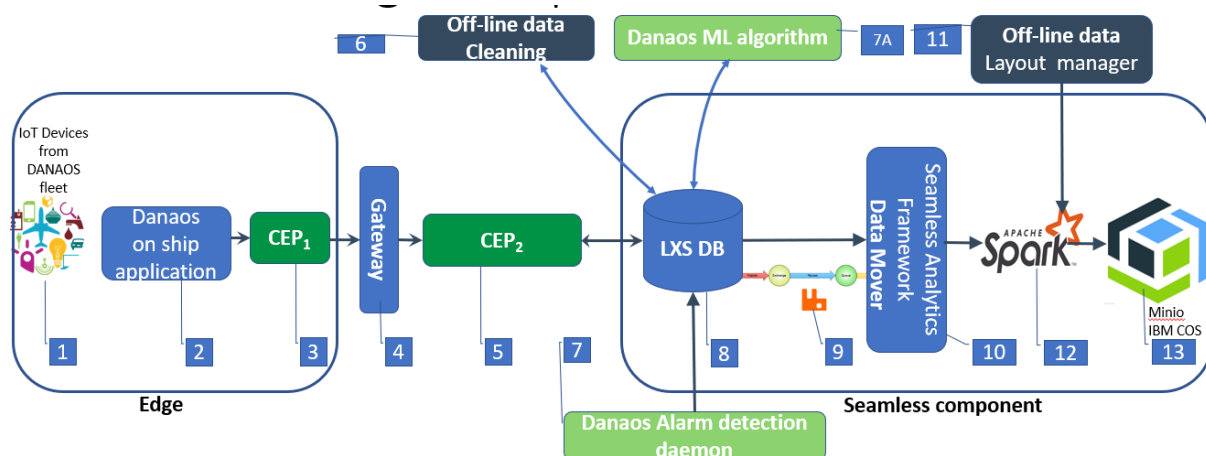 6
Off-line data
Cleaning
Danaos ML algorithm
7A
11
Off-line data
Layout manager
IoT Devices
from
DANAOS
fleet
Danaos
on ship
application
CEP1
Gateway
CEP2
LXS DB
Seamless Analytics
Framework
Data Mover
APACHE
Spark
TM
Minio
IBM COS
1
2
3
4
5
7
8
9
10
12
13
Edge
Seamless component
Danaos Alarm detection
daemon